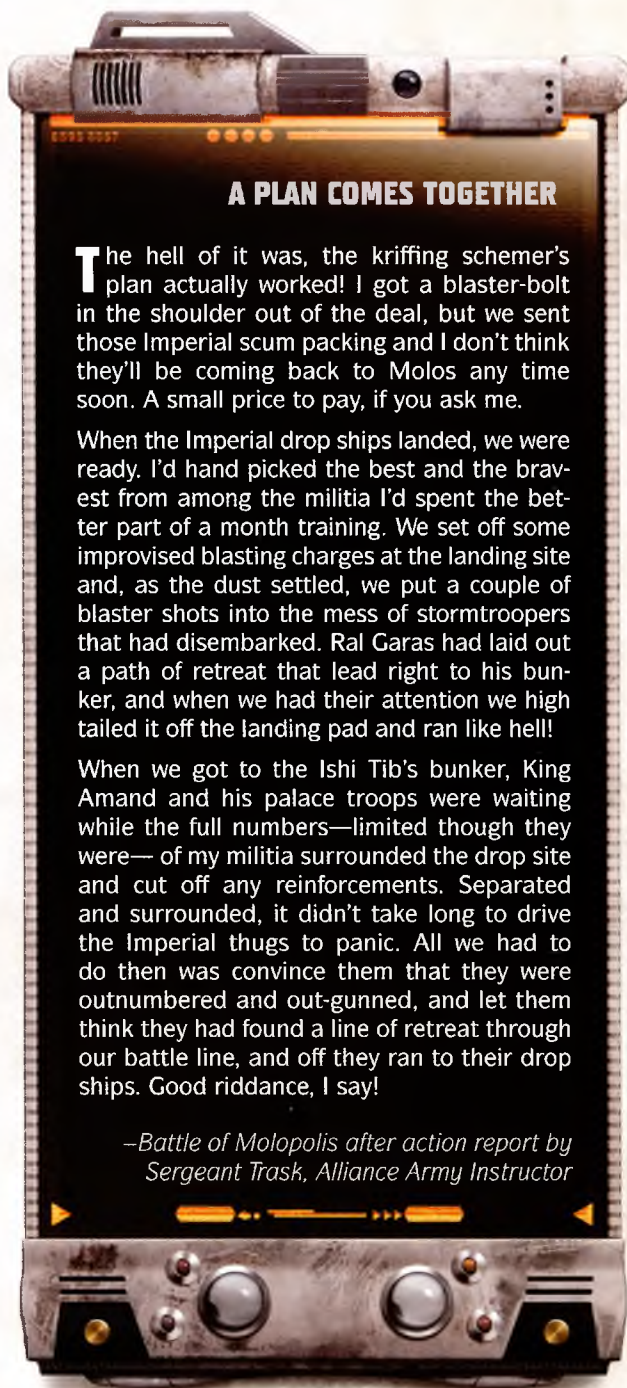 A PLAN COMES TOGETHER
The hell of it was, the kriffing schemer's
plan actually worked! I got a blaster-bolt
in the shoulder out of the deal, but we sent
those Imperial scum packing and I don't think
they'll be coming back to Molos any time
soon. A small price to pay, if you ask me.
When the Imperial drop ships landed, we were
ready. I'd hand picked the best and the brav-
est from among the militia I'd spent the bet-
ter part of a month training. We set off some
improvised blasting charges at the landing site
and, as the dust settled, we put a couple of
blaster shots into the mess of stormtroopers
that had disembarked. Ral Garas had laid out
a path of retreat that lead right to his bun-
ker, and when we had their attention we high
tailed it off the landing pad and ran like hell!
When we got to the Ishi Tib's bunker, King
Amand and his palace troops were waiting
while the full numbers—limited though they
were— of my militia surrounded the drop site
and cut off any reinforcements. Separated
and surrounded, it didn't take long to drive
the Imperial thugs to panic. All we had to
do then was convince them that they were
outnumbered and out-gunned, and let them
think they had found a line of retreat through
our battle line, and off they ran to their drop
ships. Good riddance, I say!
–Battle of Molopolis after action report by
Sergeant Trask, Alliance Army Instructor